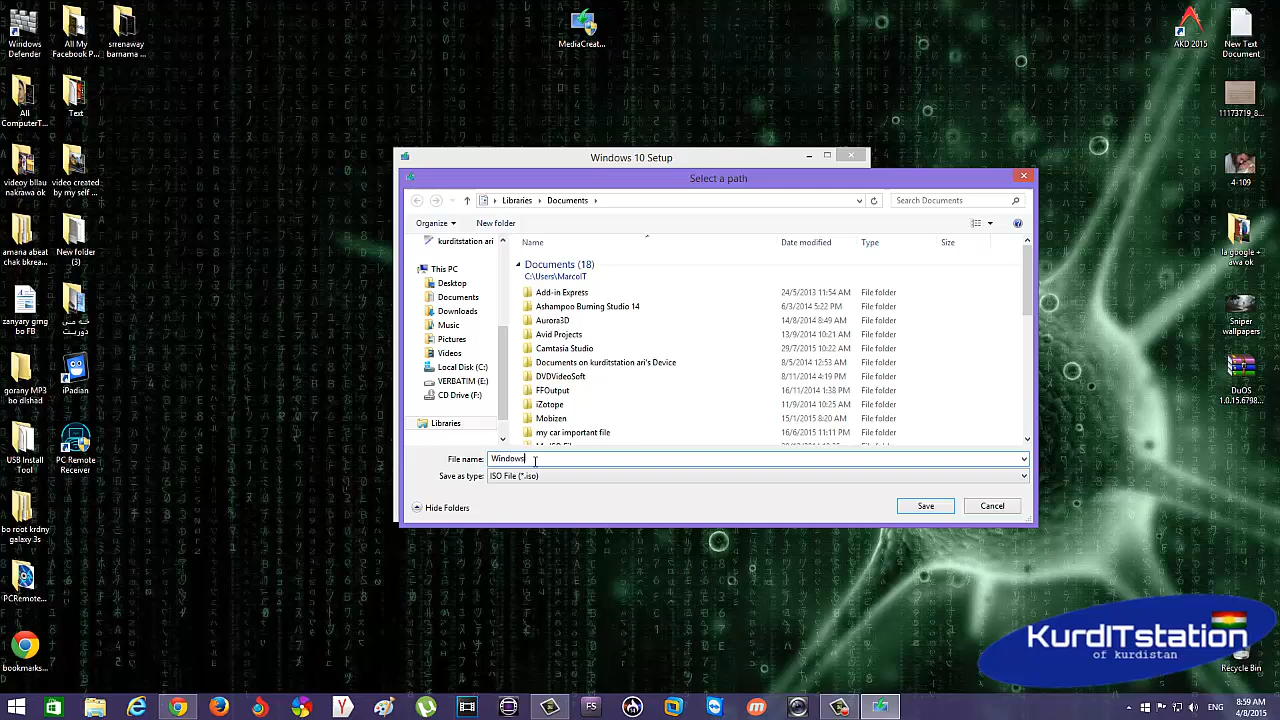 Windows
Defender
All My
Facebook P...
srrenaway
barnama ...
MediaCreat...
AKD 2015
New Text
Document
All
ComputerT...
Text
11173719_8...
videoy bllau
nakrawa ok
video created
by my self ...
4-109
amana abeat
chak bkrea...
New folder
(5)
la google +
awa ok
zanyary grng
bo FB
Sniper
wallpapers
gorany MP3
bo dlshad
iPadian
DuOS
1.0.15.6798...
USB Install
Tool
PC Remote
Receiver
bo root krdny
galaxy 3s
PCRemote...
bookmarks...
Recycle Bin
Windows 10 Setup
Select a path
Libraries
Documents
Search Documents
Organize
New folder
kurditstation ari
This PC
Desktop
Documents
Downloads
Music
Pictures
Videos
Local Disk (C:)
VERBATIM (E:)
CD Drive (F:)
Libraries
Name Date modified Type Size
Documents (18)
C:\Users\MarcoIT
Add-in Express 24/5/2013 11:54 AM File folder
Ashampoo Burning Studio 14 6/3/2014 5:22 PM File folder
Aurora3D 14/8/2014 8:49 AM File folder
Avid Projects 13/9/2014 10:21 AM File folder
Camtasia Studio 29/7/2015 10:22 AM File folder
Documents on kurditstation ari's Device 8/5/2014 12:53 AM File folder
DVDVideoSoft 8/11/2014 4:19 PM File folder
FFOutput 16/11/2014 1:38 PM File folder
iZotope 11/9/2014 10:25 AM File folder
Mobizen 15/1/2015 8:20 AM File folder
my car important file 16/6/2015 11:11 PM File folder
File name: Windows
Save as type: ISO File (*.iso)
Hide Folders
Save
Cancel
KurdITstation
of kurdistan
ENG
8:59 AM
4/8/2015